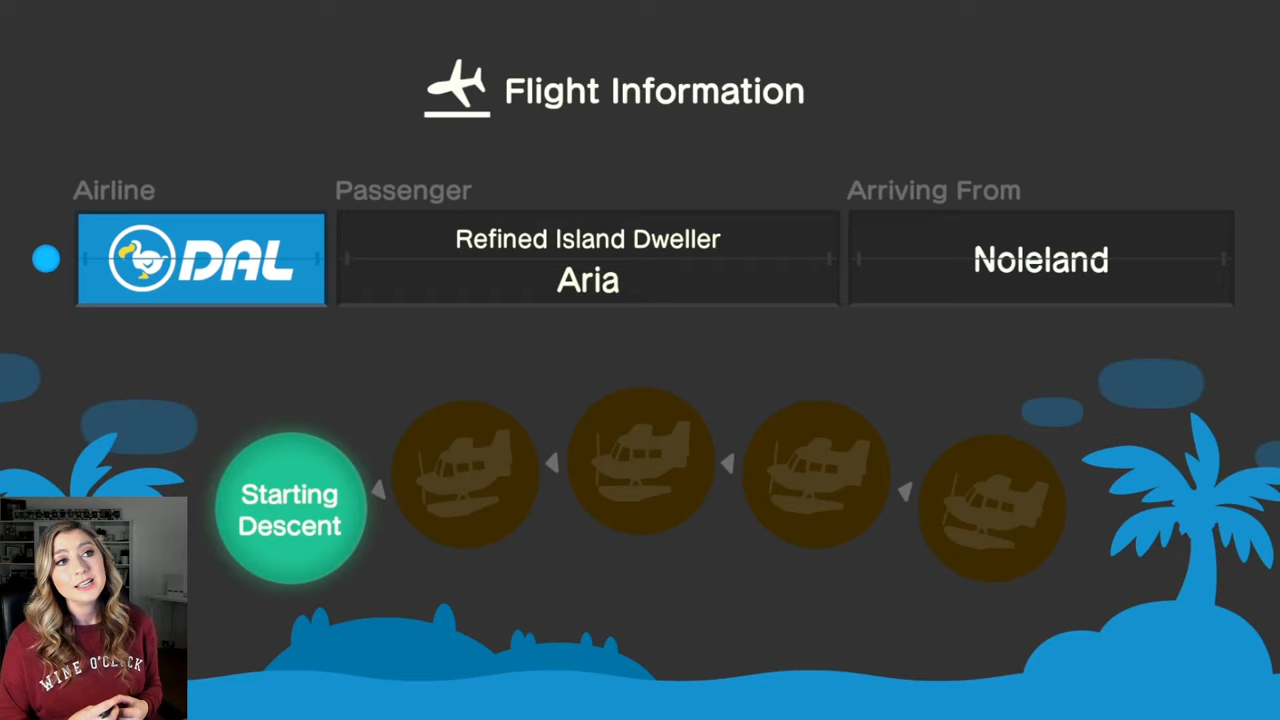 Flight Information
Airline
Passenger
Arriving From
DAL
Refined Island Dweller
Aria
Noleland
Starting
Descent
WINE O'CLOCK